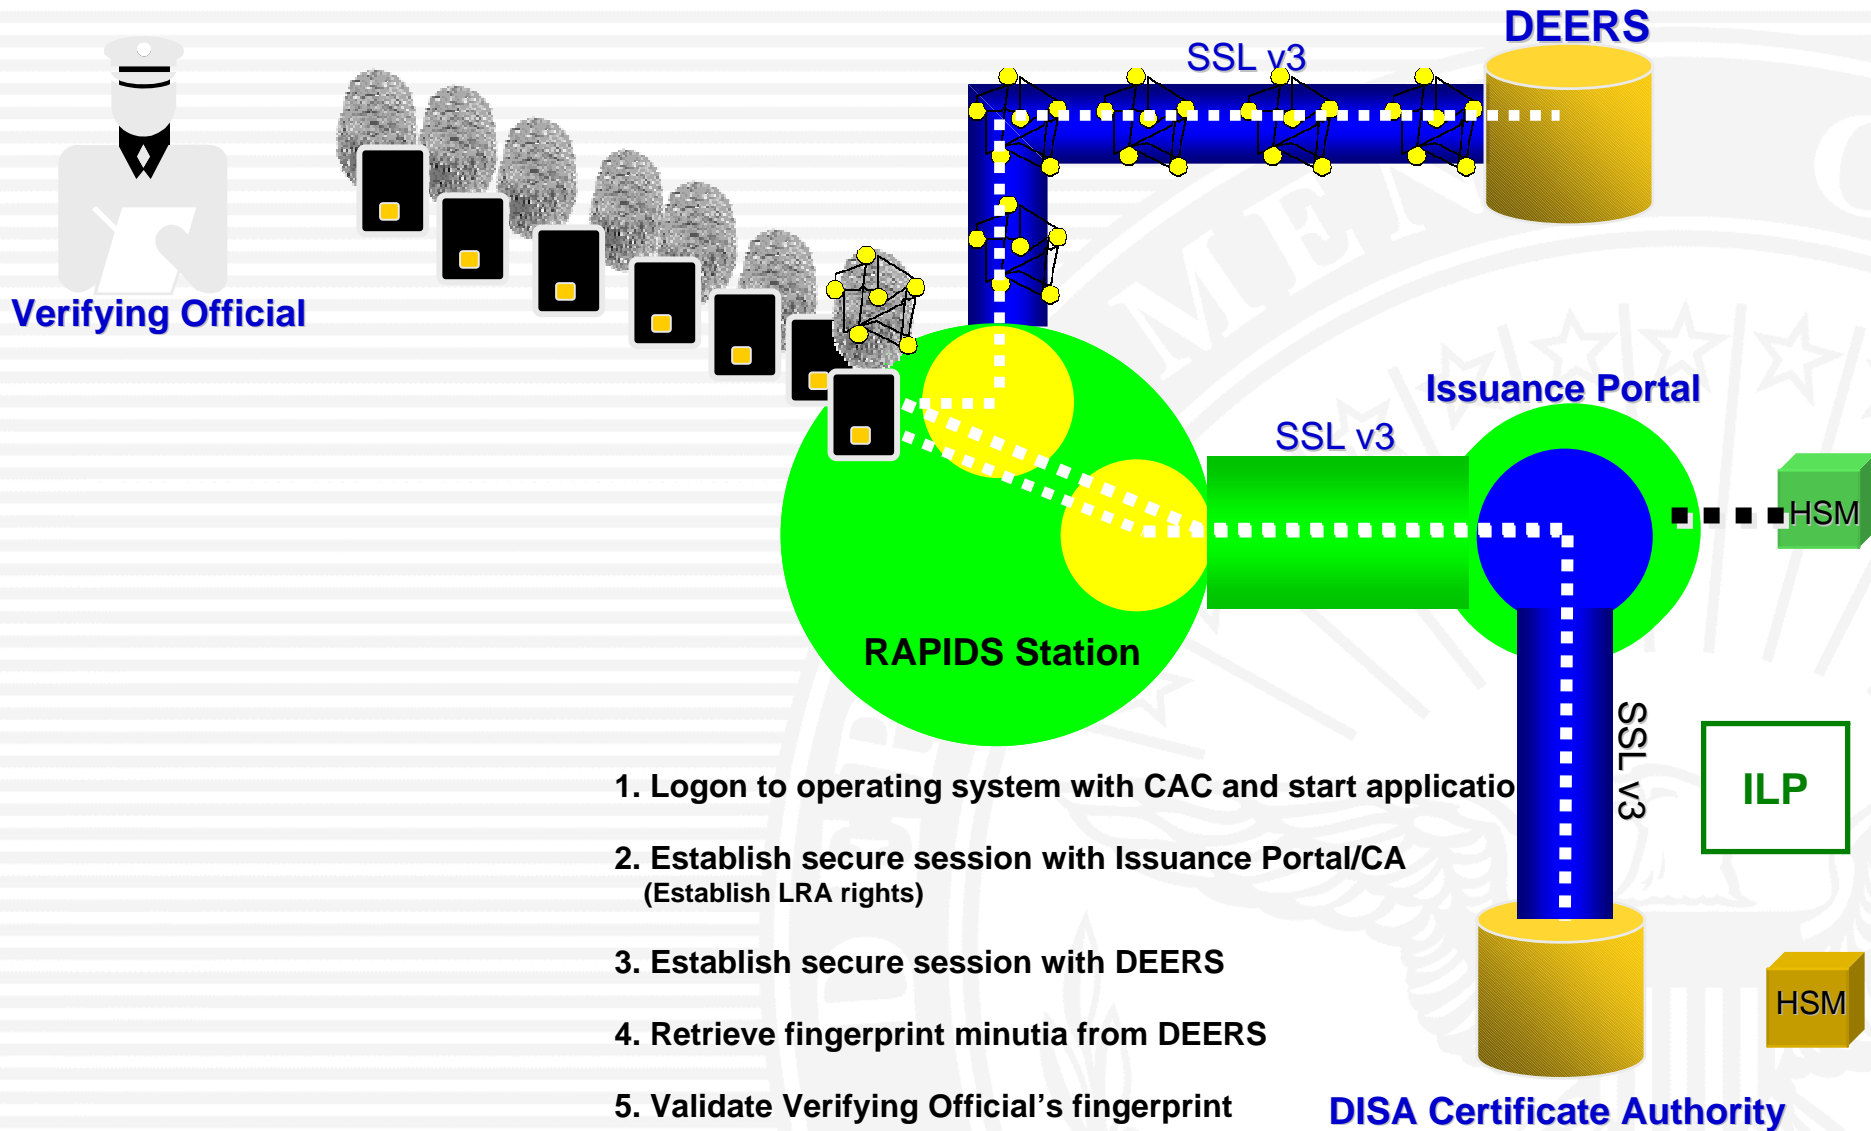 DEERS
SSL v3
Verifying Official
Issuance Portal
SSL v3
HSM
RAPIDS Station
SSL v3
ILP
1. Logon to operating system with CAC and start applicatio
2. Establish secure session with Issuance Portal/CA
(Establish LRA rights)
3. Establish secure session with DEERS
HSM
4. Retrieve fingerprint minutia from DEERS
5. Validate Verifying Official’s fingerprint
DISA Certificate Authority